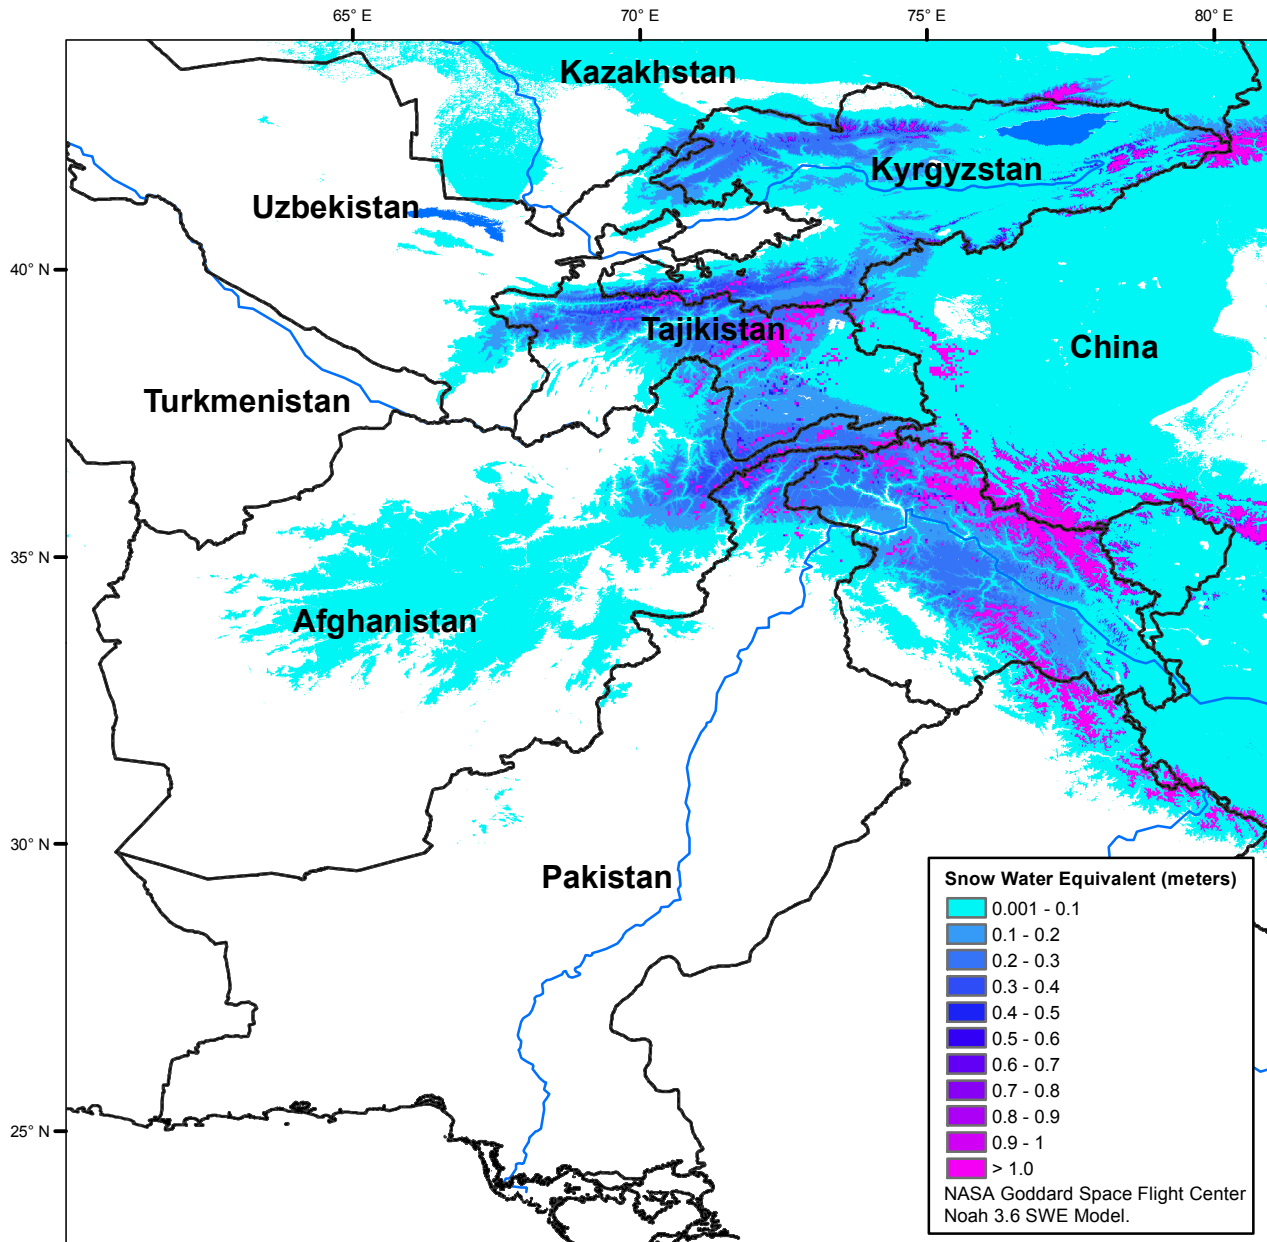 65° E
70° E
75° E
80° E
Kazakhstan
Kyrgyzstan
Uzbekistan
40° N
Tajikistan
China
Turkmenistan
35° N
Afghanistan
30° N
Pakistan
25° N
Snow Water Equivalent (meters)
0.001 - 0.1
0.1 - 0.2
0.2 - 0.3
0.3 - 0.4
0.4 - 0.5
0.5 - 0.6
0.6 - 0.7
0.7 - 0.8
0.8 - 0.9
0.9 - 1
> 1.0
NASA Goddard Space Flight Center
Noah 3.6 SWE Model.